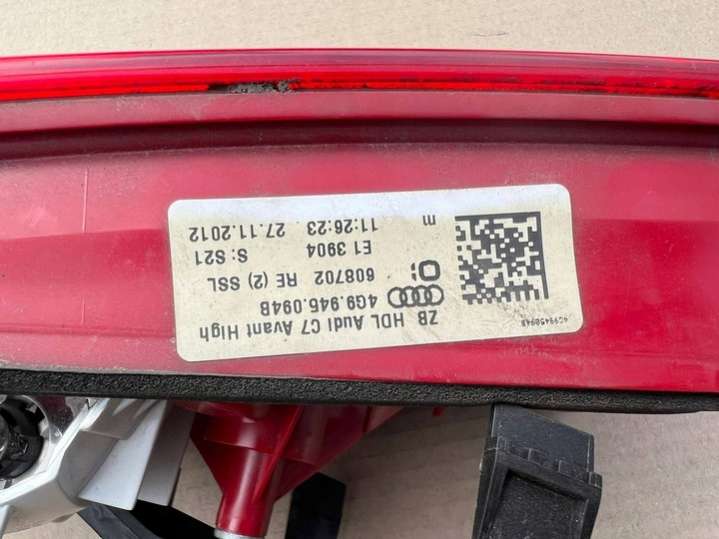 ZB HDL Audi C7 Avant High
4G9.945.094B
608702 RE (2) SSL
E1 3904 S: S21
11:26:23 27.11.2012
m
4G9945094B